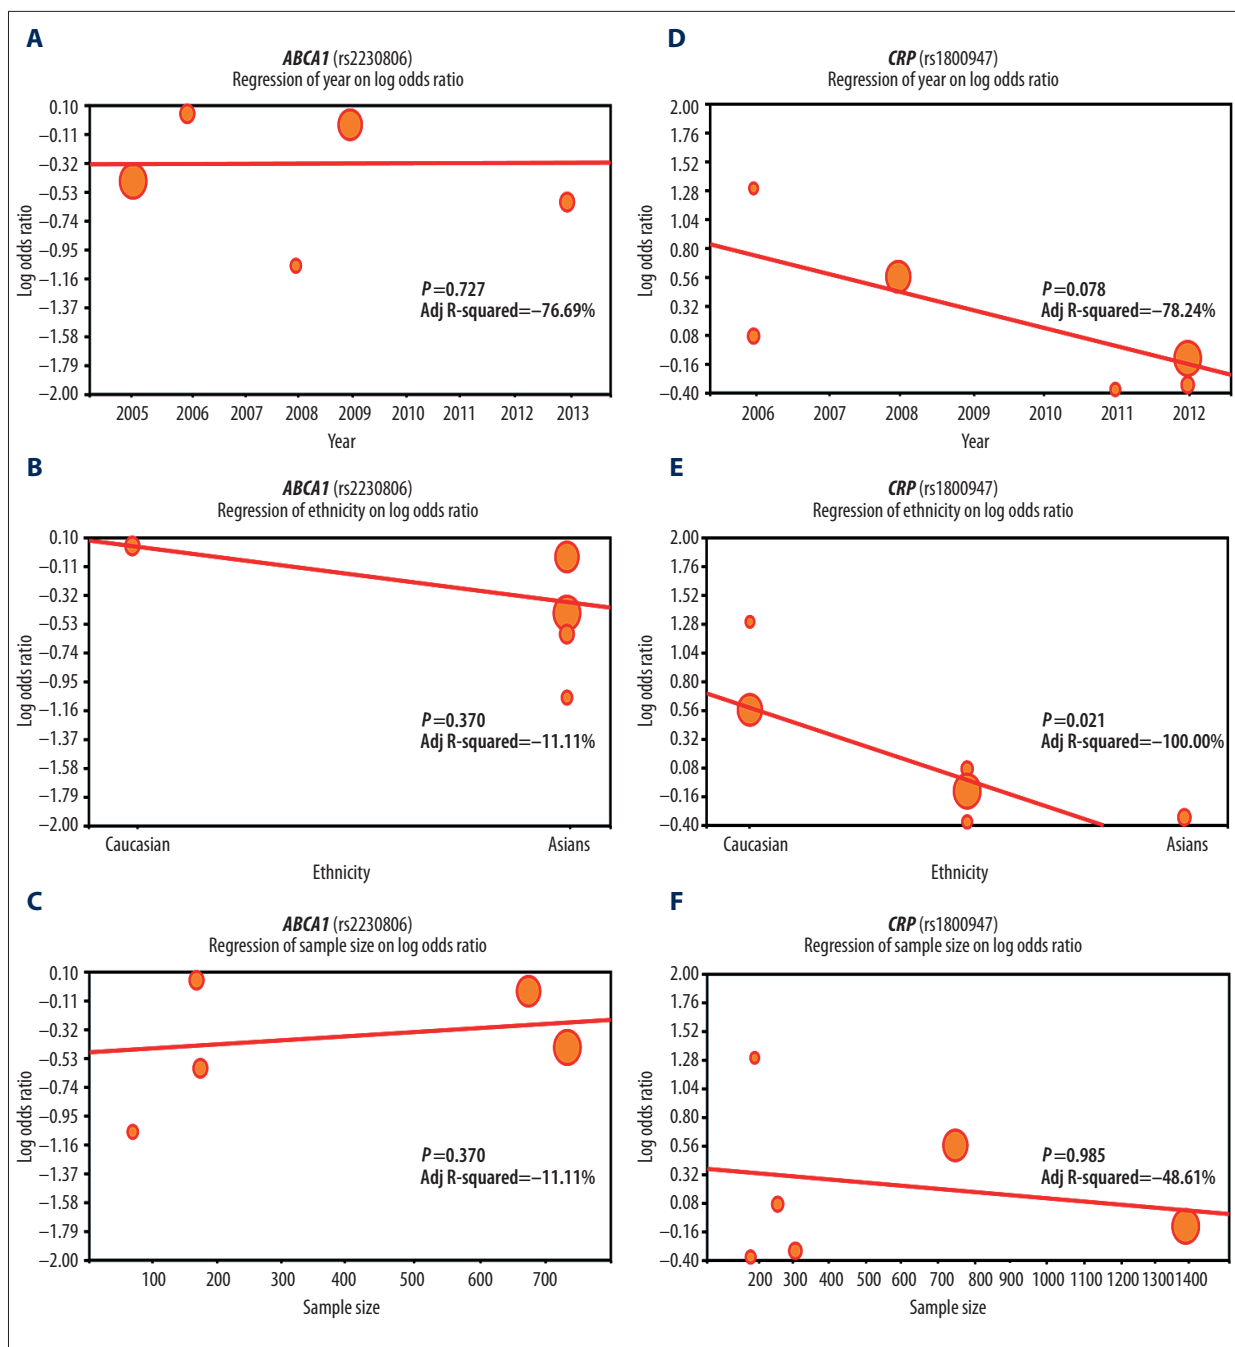 A
ABCA1 (rs2230806)
Regression of year on log odds ratio
Log odds ratio
0.10
−0.11
−0.32
−0.53
−0.74
−0.95
−1.16
−1.37
−1.58
−1.79
−2.00
P=0.727
Adj R-squared=−76.69%
2005 2006 2007 2008 2009 2010 2011 2012 2013
Year
D
CRP (rs1800947)
Regression of year on log odds ratio
Log odds ratio
2.00
1.76
1.52
1.28
1.04
0.80
0.56
0.32
0.08
−0.16
−0.40
P=0.078
Adj R-squared=−78.24%
2006 2007 2008 2009 2010 2011 2012
Year
B
ABCA1 (rs2230806)
Regression of ethnicity on log odds ratio
Log odds ratio
0.10
−0.11
−0.32
−0.53
−0.74
−0.95
−1.16
−1.37
−1.58
−1.79
−2.00
P=0.370
Adj R-squared=−11.11%
Caucasian Asians
Ethnicity
E
CRP (rs1800947)
Regression of ethnicity on log odds ratio
Log odds ratio
2.00
1.76
1.52
1.28
1.04
0.80
0.56
0.32
0.08
−0.16
−0.40
P=0.021
Adj R-squared=−100.00%
Caucasian Asians
Ethnicity
C
ABCA1 (rs2230806)
Regression of sample size on log odds ratio
Log odds ratio
0.10
−0.11
−0.32
−0.53
−0.74
−0.95
−1.16
−1.37
−1.58
−1.79
−2.00
P=0.370
Adj R-squared=−11.11%
100 200 300 400 500 600 700
Sample size
F
CRP (rs1800947)
Regression of sample size on log odds ratio
Log odds ratio
2.00
1.76
1.52
1.28
1.04
0.80
0.56
0.32
0.08
−0.16
−0.40
P=0.985
Adj R-squared=−48.61%
200 300 400 500 600 700 800 900 1000 1100 1200 1300 1400
Sample size